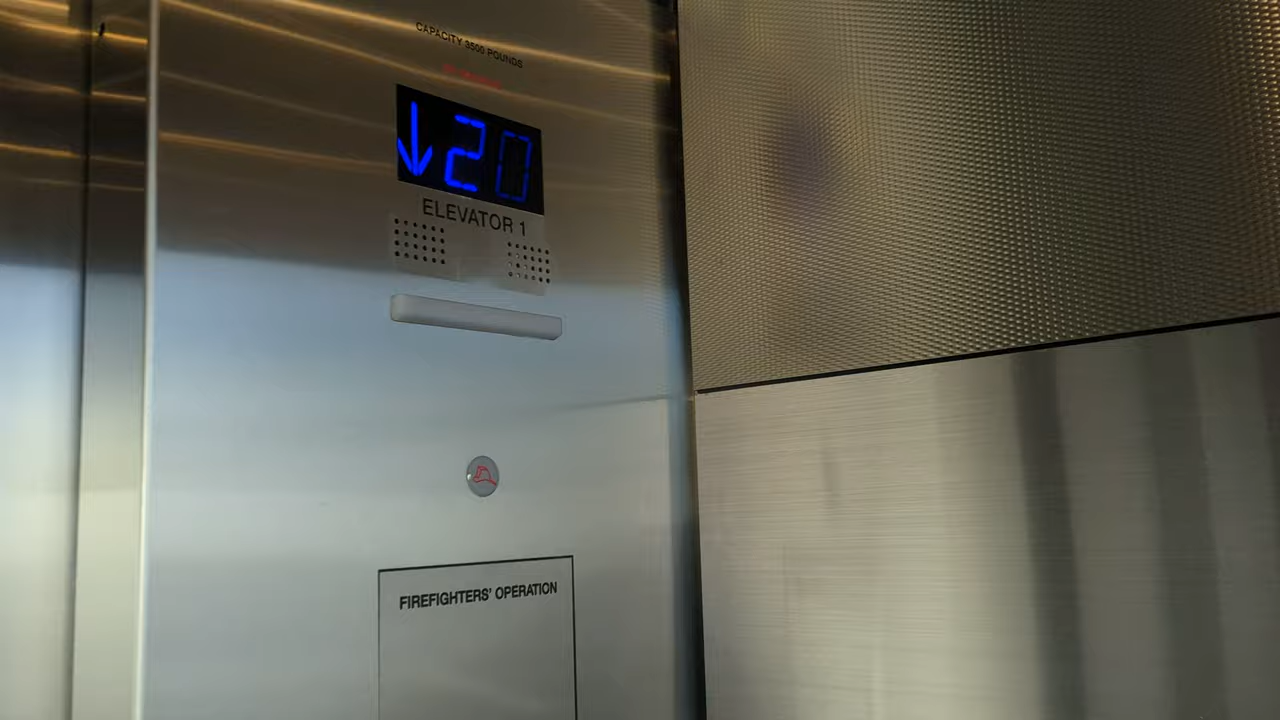 CAPACITY 3500 POUNDS
↓20
ELEVATOR 1
FIREFIGHTERS' OPERATION